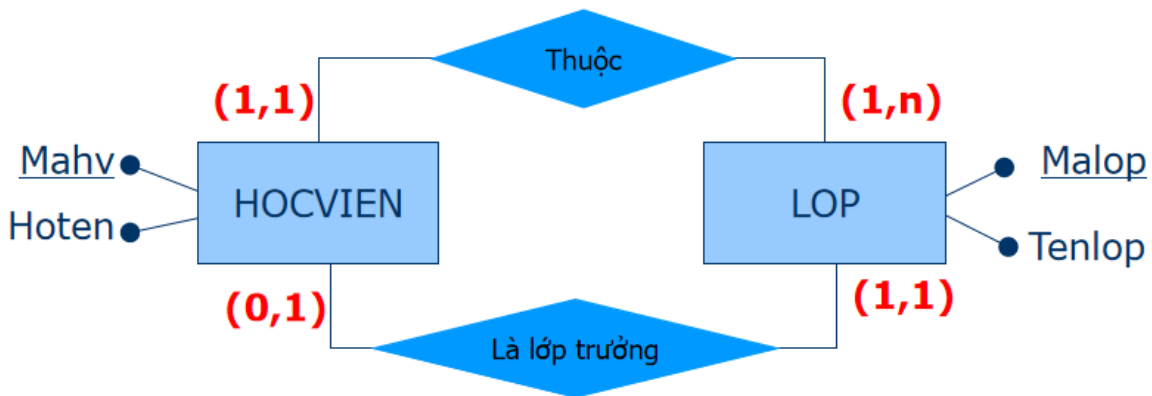 Thuộc
(1,1)
(1,n)
Mahv
Malop
HOCVIEN
LOP
Hoten
Tenlop
(0,1)
(1,1)
Là lớp trưởng